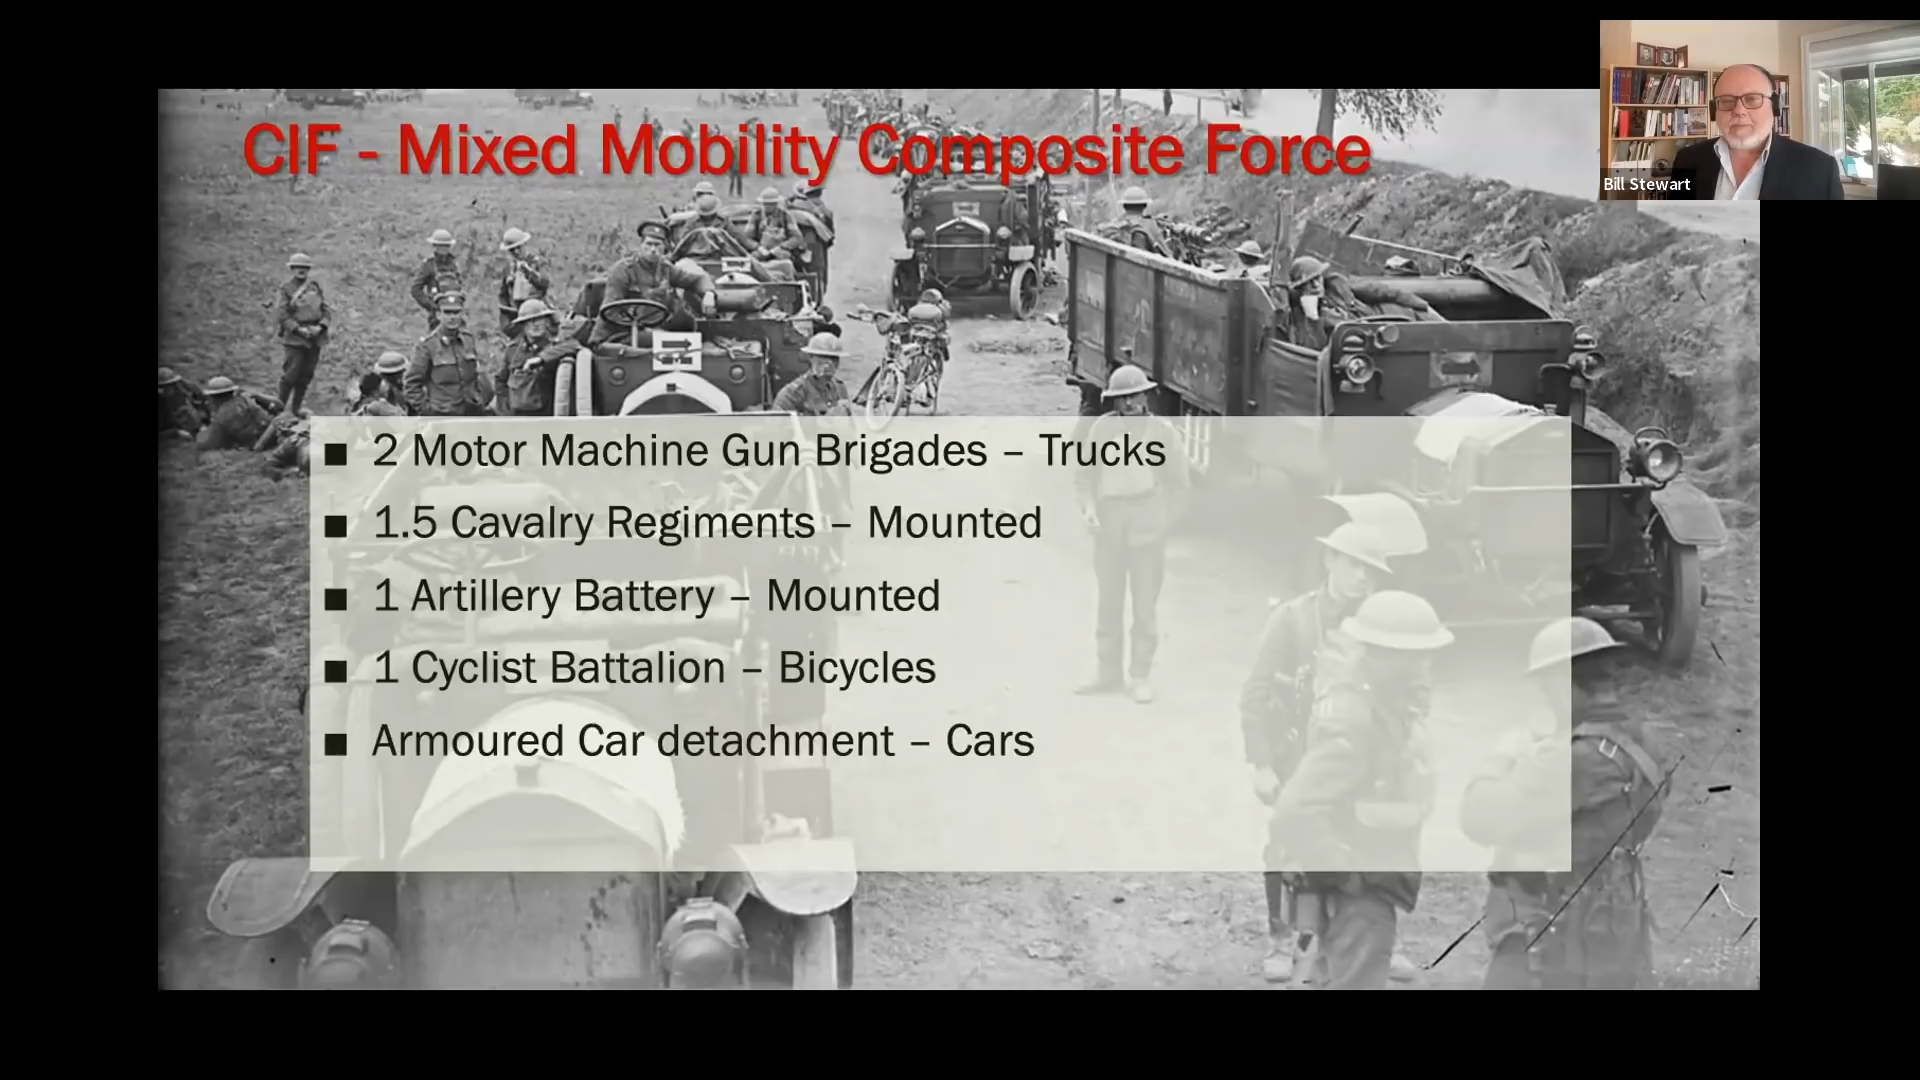 CIF - Mixed Mobility Composite Force
Bill Stewart
■ 2 Motor Machine Gun Brigades – Trucks
■ 1.5 Cavalry Regiments – Mounted
■ 1 Artillery Battery – Mounted
■ 1 Cyclist Battalion – Bicycles
■ Armoured Car detachment – Cars